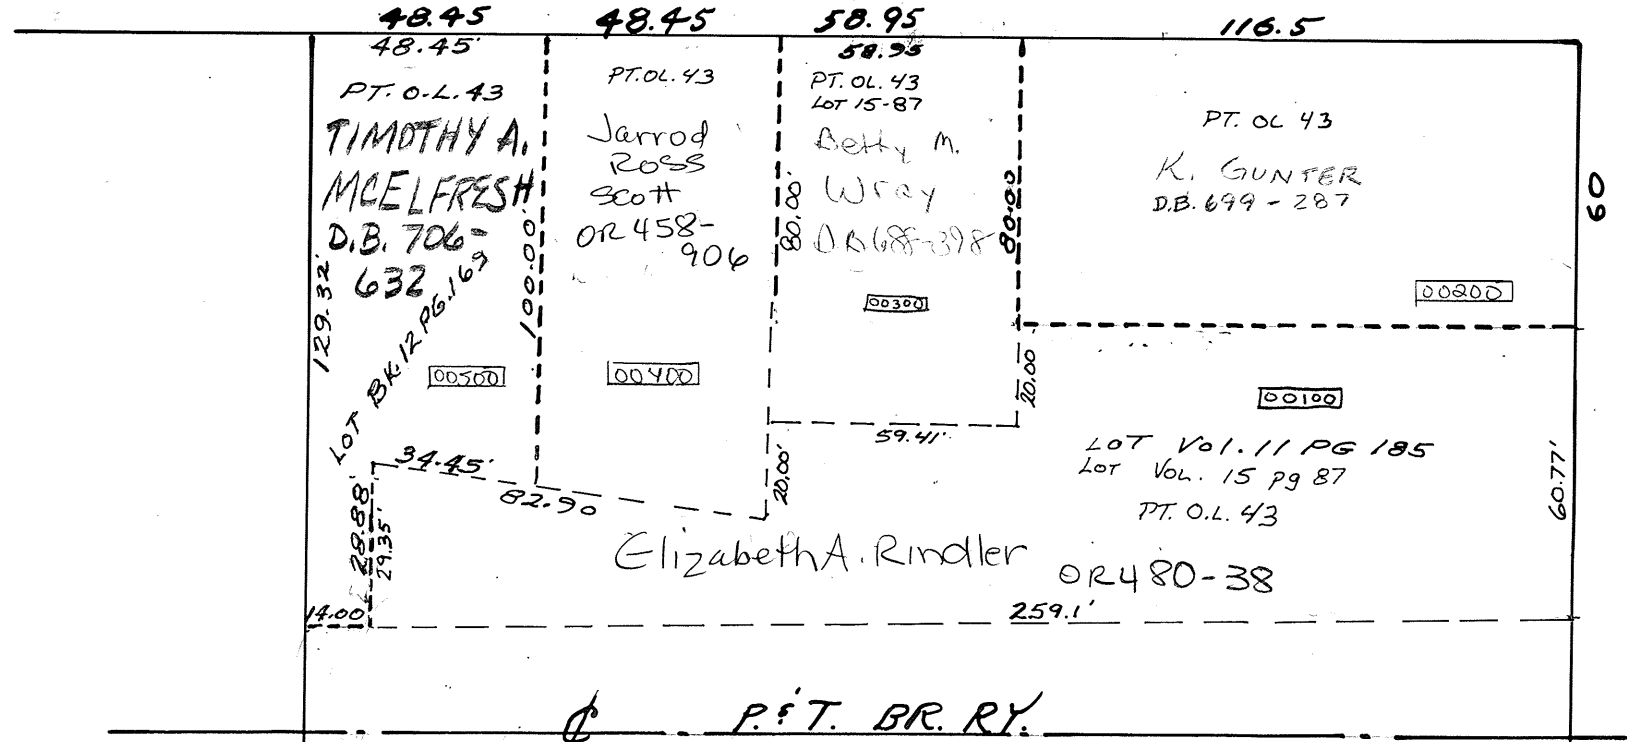 48.45 48.45 58.95 116.5
48.45'
58.95
PT. O.L. 43
TIMOTHY A.
MCELFRESH
D.B. 706-
632
129.32'
LOT BK. 12 PG. 169
100.00'
00500
PT. OL. 43
Jarrod
ROSS
Scott
OR 458-
906
00400
PT. OL. 43
LOT 15-87
Betty M.
Wray
DB 688-398
80.00'
80.00
00300
PT. OL 43
K. GUNTER
D.B. 699-287
60
00200
20.00
59.41'
20.00'
34.45'
82.90
28.88'
29.35'
14.00
00100
LOT Vol. 11 PG 185
LOT VOL. 15 pg 87
PT. O.L. 43
60.77'
Elizabeth A. Rindler
OR 480-38
259.1'
₵ P. & T. BR. RY.